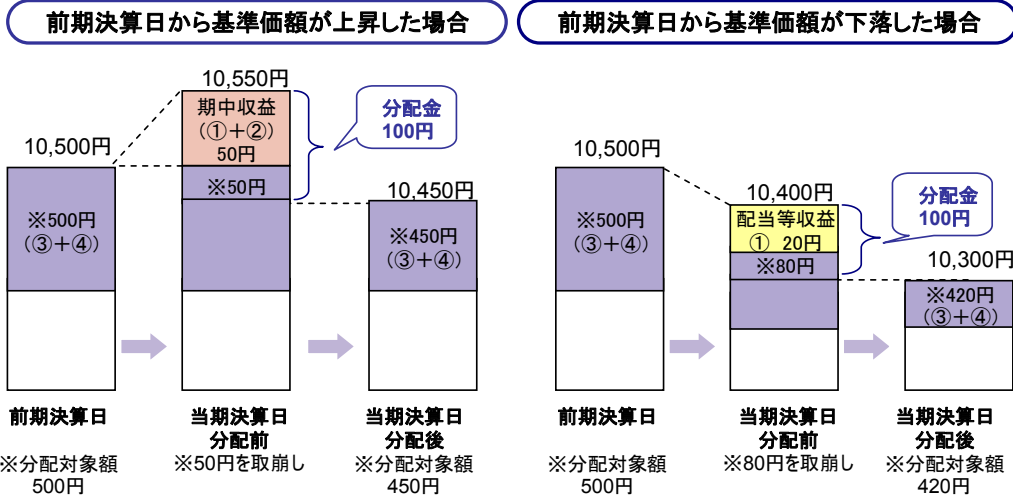 前期決算日から基準価額が上昇した場合
10,550円
期中収益
(①+②)
50円
分配金
100円
10,500円
※50円
10,450円
※500円
(③+④)
※450円
(③+④)
前期決算日
当期決算日
分配前
当期決算日
分配後
※分配対象額
500円
※50円を取崩し
※分配対象額
450円
前期決算日から基準価額が下落した場合
10,500円
10,400円
分配金
100円
配当等収益
① 20円
※500円
(③+④)
※80円
10,300円
※420円
(③+④)
前期決算日
当期決算日
分配前
当期決算日
分配後
※分配対象額
500円
※80円を取崩し
※分配対象額
420円